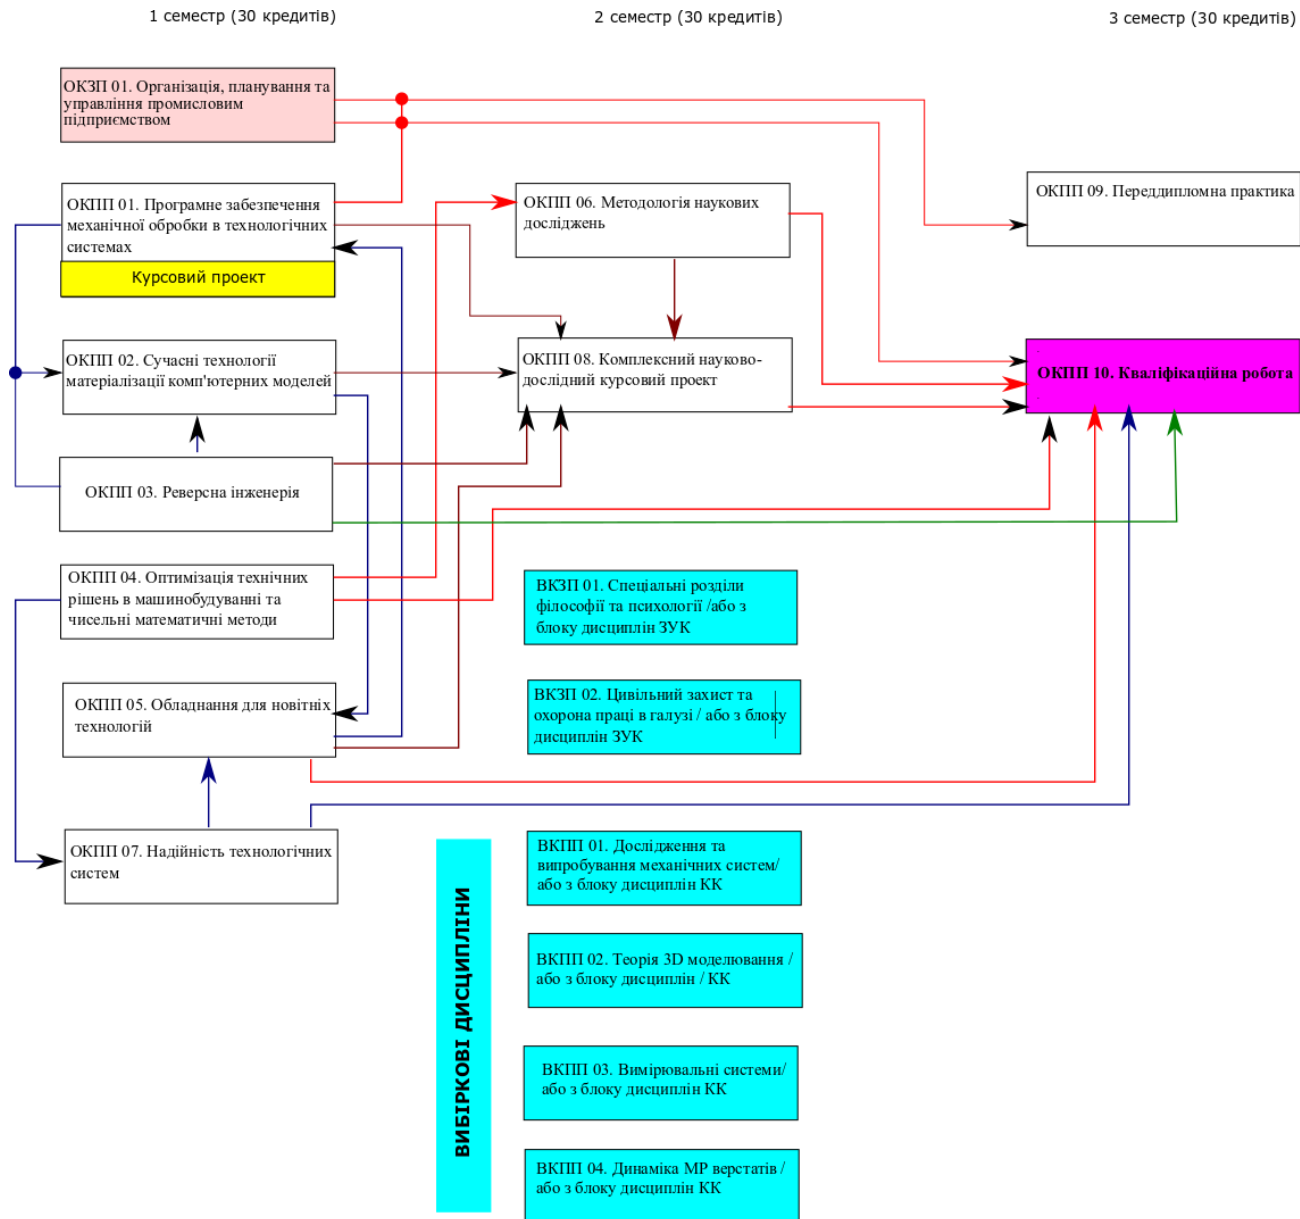 1 семестр (30 кредитів)
2 семестр (30 кредитів)
3 семестр (30 кредитів)
ОКЗП 01. Організація, планування та
управління промисловим
підприємством
ОКПП 01. Програмне забезпечення
механічної обробки в технологічних
системах
Курсовий проект
ОКПП 02. Сучасні технології
матеріалізації комп'ютерних моделей
ОКПП 03. Реверсна інженерія
ОКПП 04. Оптимізація технічних
рішень в машинобудуванні та
чисельні математичні методи
ОКПП 05. Обладнання для новітніх
технологій
ОКПП 07. Надійність технологічних
систем
ОКПП 06. Методологія наукових
досліджень
ОКПП 08. Комплексний науково-
дослідний курсовий проект
ВКЗП 01. Спеціальні розділи
філософії та психології /або з
блоку дисциплін ЗУК
ВКЗП 02. Цивільний захист та
охорона праці в галузі / або з блоку
дисциплін ЗУК
ВИБІРКОВІ ДИСЦИПЛІНИ
ВКПП 01. Дослідження та
випробування механічних систем/
або з блоку дисциплін КК
ВКПП 02. Теорія 3D моделювання /
або з блоку дисциплін / КК
ВКПП 03. Вимірювальні системи/
або з блоку дисциплін КК
ВКПП 04. Динаміка МР верстатів /
або з блоку дисциплін КК
ОКПП 09. Переддипломна практика
ОКПП 10. Кваліфікаційна робота